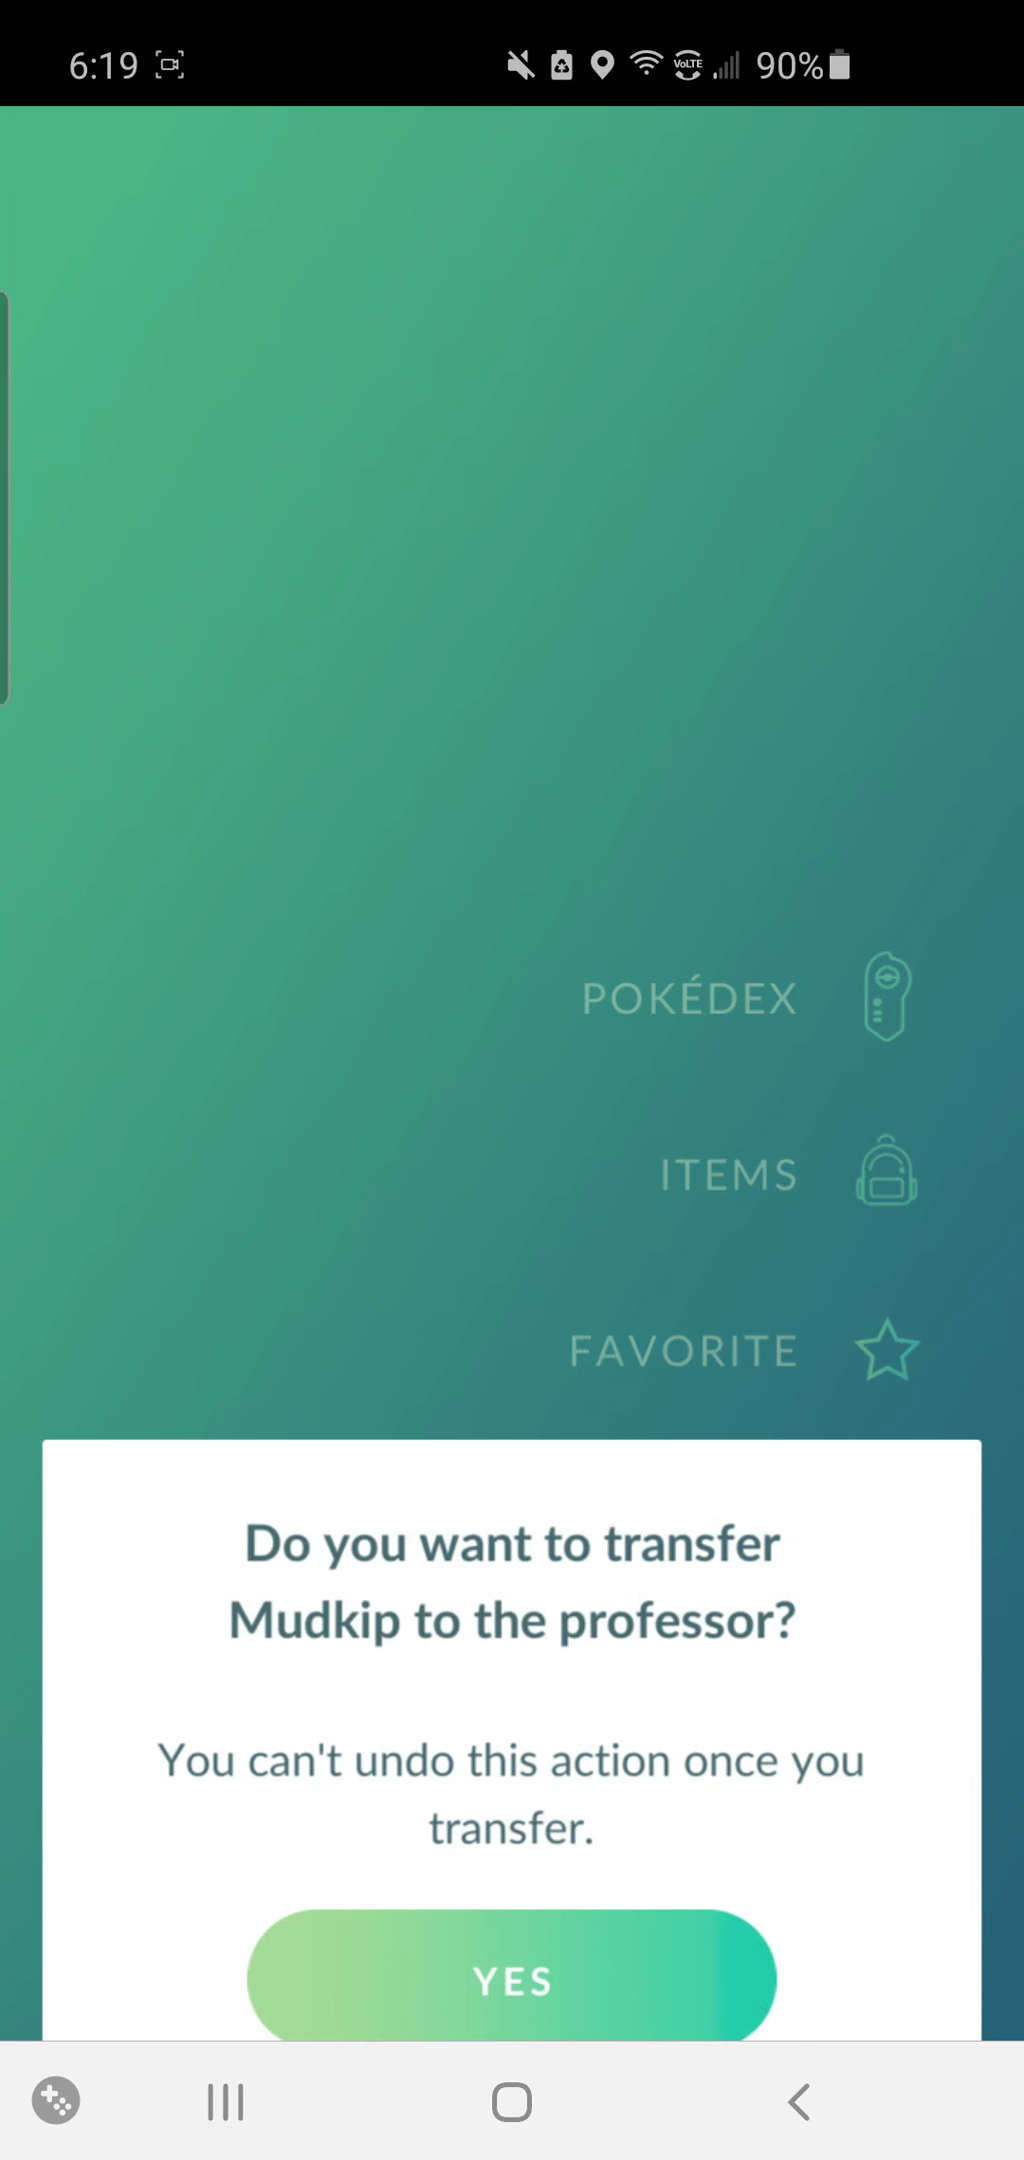 6:19 VoLTE 90%
POKÉDEX
ITEMS
FAVORITE
Do you want to transfer
Mudkip to the professor?
You can't undo this action once you
transfer.
YES